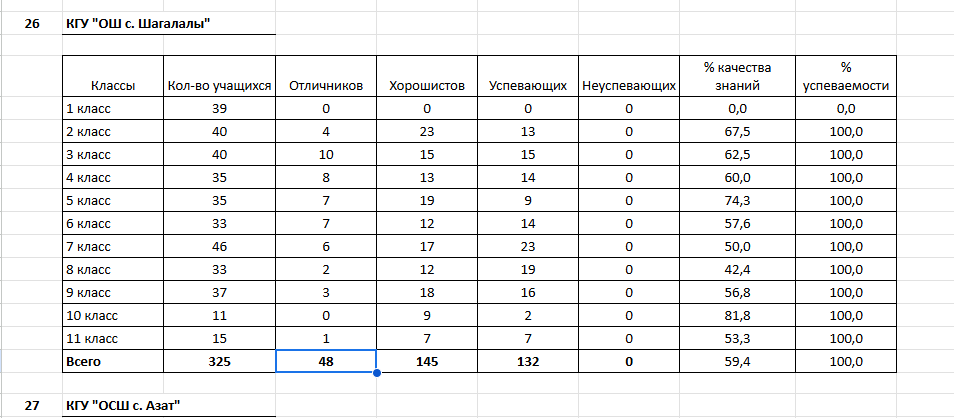 26 КГУ "ОШ с. Шагалалы"
Классы Кол-во учащихся Отличников Хорошистов Успевающих Неуспевающих % качества знаний % успеваемости
1 класс 39 0 0 0 0 0,0 0,0
2 класс 40 4 23 13 0 67,5 100,0
3 класс 40 10 15 15 0 62,5 100,0
4 класс 35 8 13 14 0 60,0 100,0
5 класс 35 7 19 9 0 74,3 100,0
6 класс 33 7 12 14 0 57,6 100,0
7 класс 46 6 17 23 0 50,0 100,0
8 класс 33 2 12 19 0 42,4 100,0
9 класс 37 3 18 16 0 56,8 100,0
10 класс 11 0 9 2 0 81,8 100,0
11 класс 15 1 7 7 0 53,3 100,0
Всего 325 48 145 132 0 59,4 100,0
27 КГУ "ОСШ с. Азат"